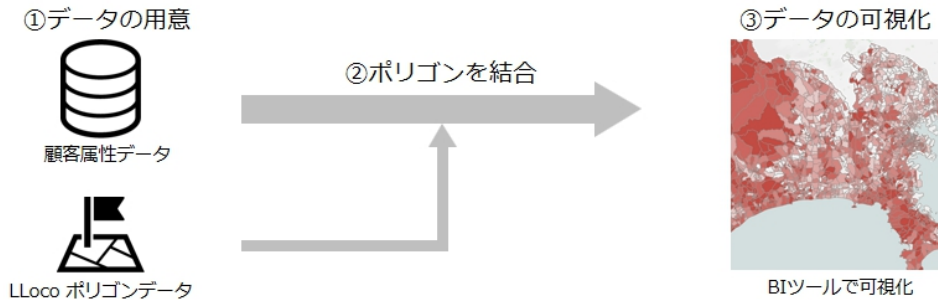 ①データの用意
顧客属性データ
LLoco ポリゴンデータ
②ポリゴンを結合
③データの可視化
BIツールで可視化